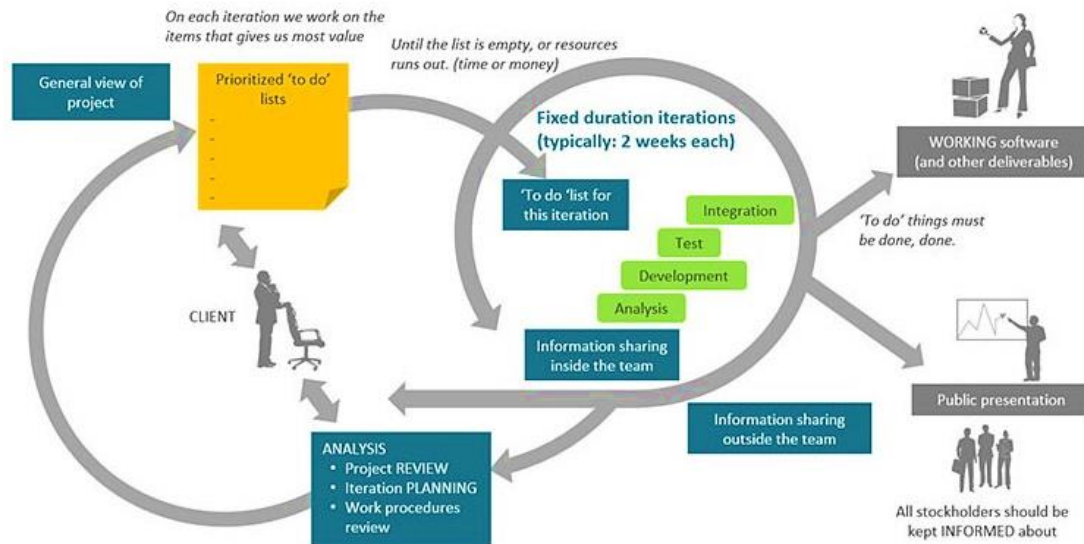 On each iteration we work on the
items that gives us most value
Until the list is empty, or resources
runs out. (time or money)
General view of
project
Prioritized 'to do'
lists
Fixed duration iterations
(typically: 2 weeks each)
'To do 'list for
this iteration
Integration
Test
Development
Analysis
Information sharing
inside the team
CLIENT
ANALYSIS
▪ Project REVIEW
▪ Iteration PLANNING
▪ Work procedures
review
Information sharing
outside the team
WORKING software
(and other deliverables)
'To do' things must
be done, done.
Public presentation
All stockholders should be
kept INFORMED about